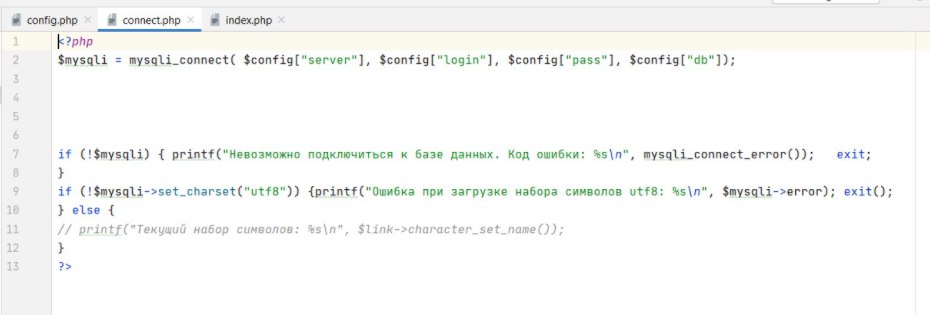 config.php × connect.php × index.php ×
1 <?php
2 $mysqli = mysqli_connect( $config["server"], $config["login"], $config["pass"], $config["db"]);
3
4
5
6
7 if (!$mysqli) { printf("Невозможно подключиться к базе данных. Код ошибки: %s\n", mysqli_connect_error());   exit;
8 }
9 if (!$mysqli->set_charset("utf8")) {printf("Ошибка при загрузке набора символов utf8: %s\n", $mysqli->error); exit();
10 } else {
11 // printf("Текущий набор символов: %s\n", $link->character_set_name());
12 }
13 ?>